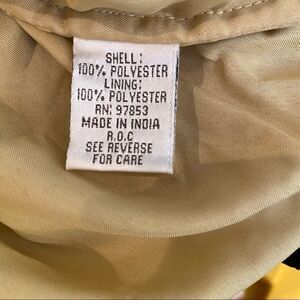 SHELL:
100% POLYESTER
LINING:
100% POLYESTER
RN: 97853
MADE IN INDIA
R.O.C
SEE REVERSE
FOR CARE